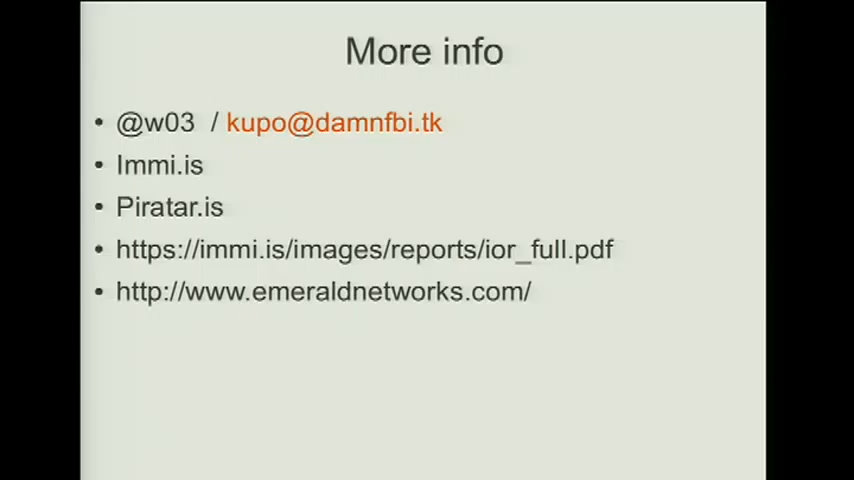 More info
• @w03 / kupo@damnfbi.tk
• Immi.is
• Piratar.is
• https://immi.is/images/reports/ior_full.pdf
• http://www.emeraldnetworks.com/